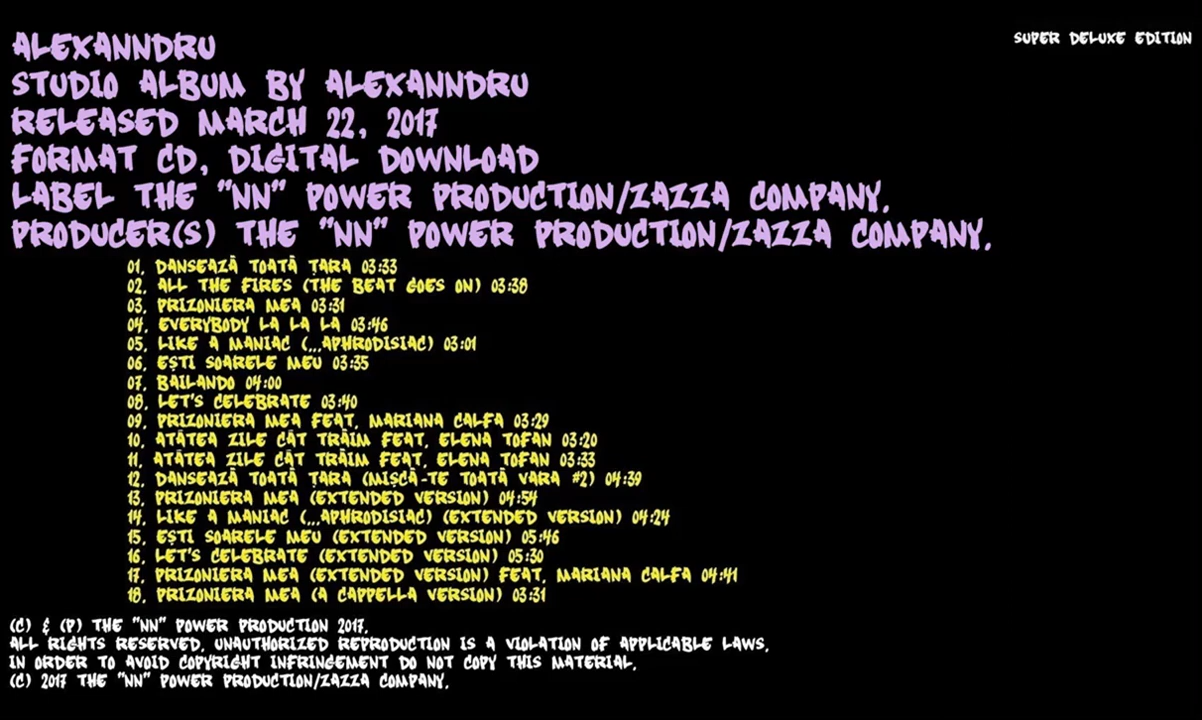 SUPER DELUXE EDITION
ALEXANNDRU
STUDIO ALBUM BY ALEXANNDRU
RELEASED MARCH 22, 2017
FORMAT CD, DIGITAL DOWNLOAD
LABEL THE "NN" POWER PRODUCTION/ZAZZA COMPANY.
PRODUCER(S) THE "NN" POWER PRODUCTION/ZAZZA COMPANY.
01. DANSEAZĂ TOATĂ ȚARA 03:33
02. ALL THE FIRES (THE BEAT GOES ON) 03:38
03. PRIZONIERA MEA 03:31
04. EVERYBODY LA LA LA 03:46
05. LIKE A MANIAC (...APHRODISIAC) 03:01
06. EȘTI SOARELE MEU 03:35
07. BAILANDO 04:00
08. LET'S CELEBRATE 03:40
09. PRIZONIERA MEA FEAT. MARIANA CALFA 03:29
10. ATÂTEA ZILE CÂT TRĂIM FEAT. ELENA TOFAN 03:20
11. ATÂTEA ZILE CÂT TRĂIM FEAT. ELENA TOFAN 03:33
12. DANSEAZĂ TOATĂ ȚARA (MIȘCĂ-TE TOATĂ VARA #2) 04:39
13. PRIZONIERA MEA (EXTENDED VERSION) 04:54
14. LIKE A MANIAC (...APHRODISIAC) (EXTENDED VERSION) 04:24
15. EȘTI SOARELE MEU (EXTENDED VERSION) 05:46
16. LET'S CELEBRATE (EXTENDED VERSION) 05:30
17. PRIZONIERA MEA (EXTENDED VERSION) FEAT. MARIANA CALFA 04:41
18. PRIZONIERA MEA (A CAPPELLA VERSION) 03:31
(C) & (P) THE "NN" POWER PRODUCTION 2017.
ALL RIGHTS RESERVED. UNAUTHORIZED REPRODUCTION IS A VIOLATION OF APPLICABLE LAWS.
IN ORDER TO AVOID COPYRIGHT INFRINGEMENT DO NOT COPY THIS MATERIAL.
(C) 2017 THE "NN" POWER PRODUCTION/ZAZZA COMPANY.